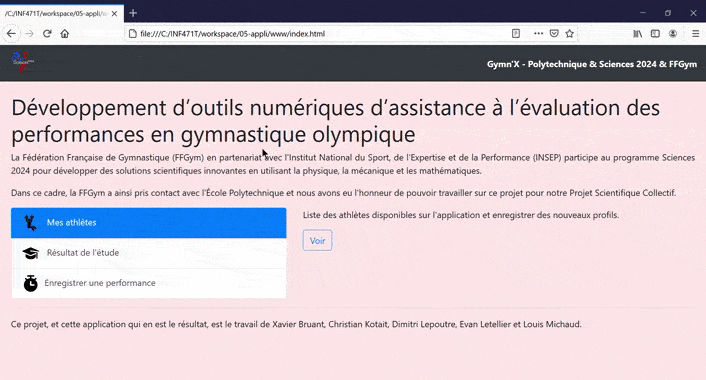 /C:/INF471T/workspace/05-appli/w
file:///C:/INF471T/workspace/05-appli/www/index.html
Gymn'X - Polytechnique & Sciences 2024 & FFGym
Développement d'outils numériques d'assistance à l'évaluation des
performances en gymnastique olympique
La Fédération Française de Gymnastique (FFGym) en partenariat avec l'Institut National du Sport, de l'Expertise et de la Performance (INSEP) participe au programme Sciences
2024 pour développer des solutions scientifiques innovantes en utilisant la physique, la mécanique et les mathématiques.
Dans ce cadre, la FFGym a ainsi pris contact avec l'École Polytechnique et nous avons eu l'honneur de pouvoir travailler sur ce projet pour notre Projet Scientifique Collectif.
Mes athlètes
Résultat de l'étude
Enregistrer une performance
Liste des athlètes disponibles sur l'application et enregistrer des nouveaux profils.
Voir
Ce projet, et cette application qui en est le résultat, est le travail de Xavier Bruant, Christian Kotait, Dimitri Lepoutre, Evan Letellier et Louis Michaud.